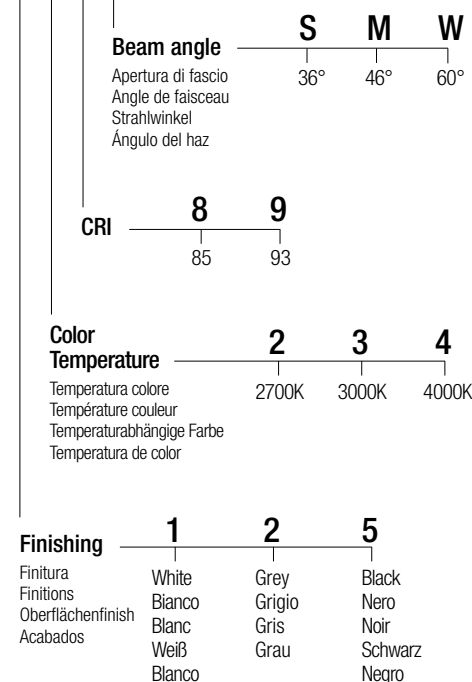 Beam angle S M W
Apertura di fascio 36° 46° 60°
Angle de faisceau
Strahlwinkel
Ángulo del haz
CRI 8 9
85 93
Color
Temperature 2 3 4
Temperatura colore 2700K 3000K 4000K
Température couleur
Temperaturabhängige Farbe
Temperatura de color
Finishing 1 2 5
Finitura White Grey Black
Finitions Bianco Grigio Nero
Oberflächenfinish Blanc Gris Noir
Acabados Weiß Grau Schwarz
Blanco Negro